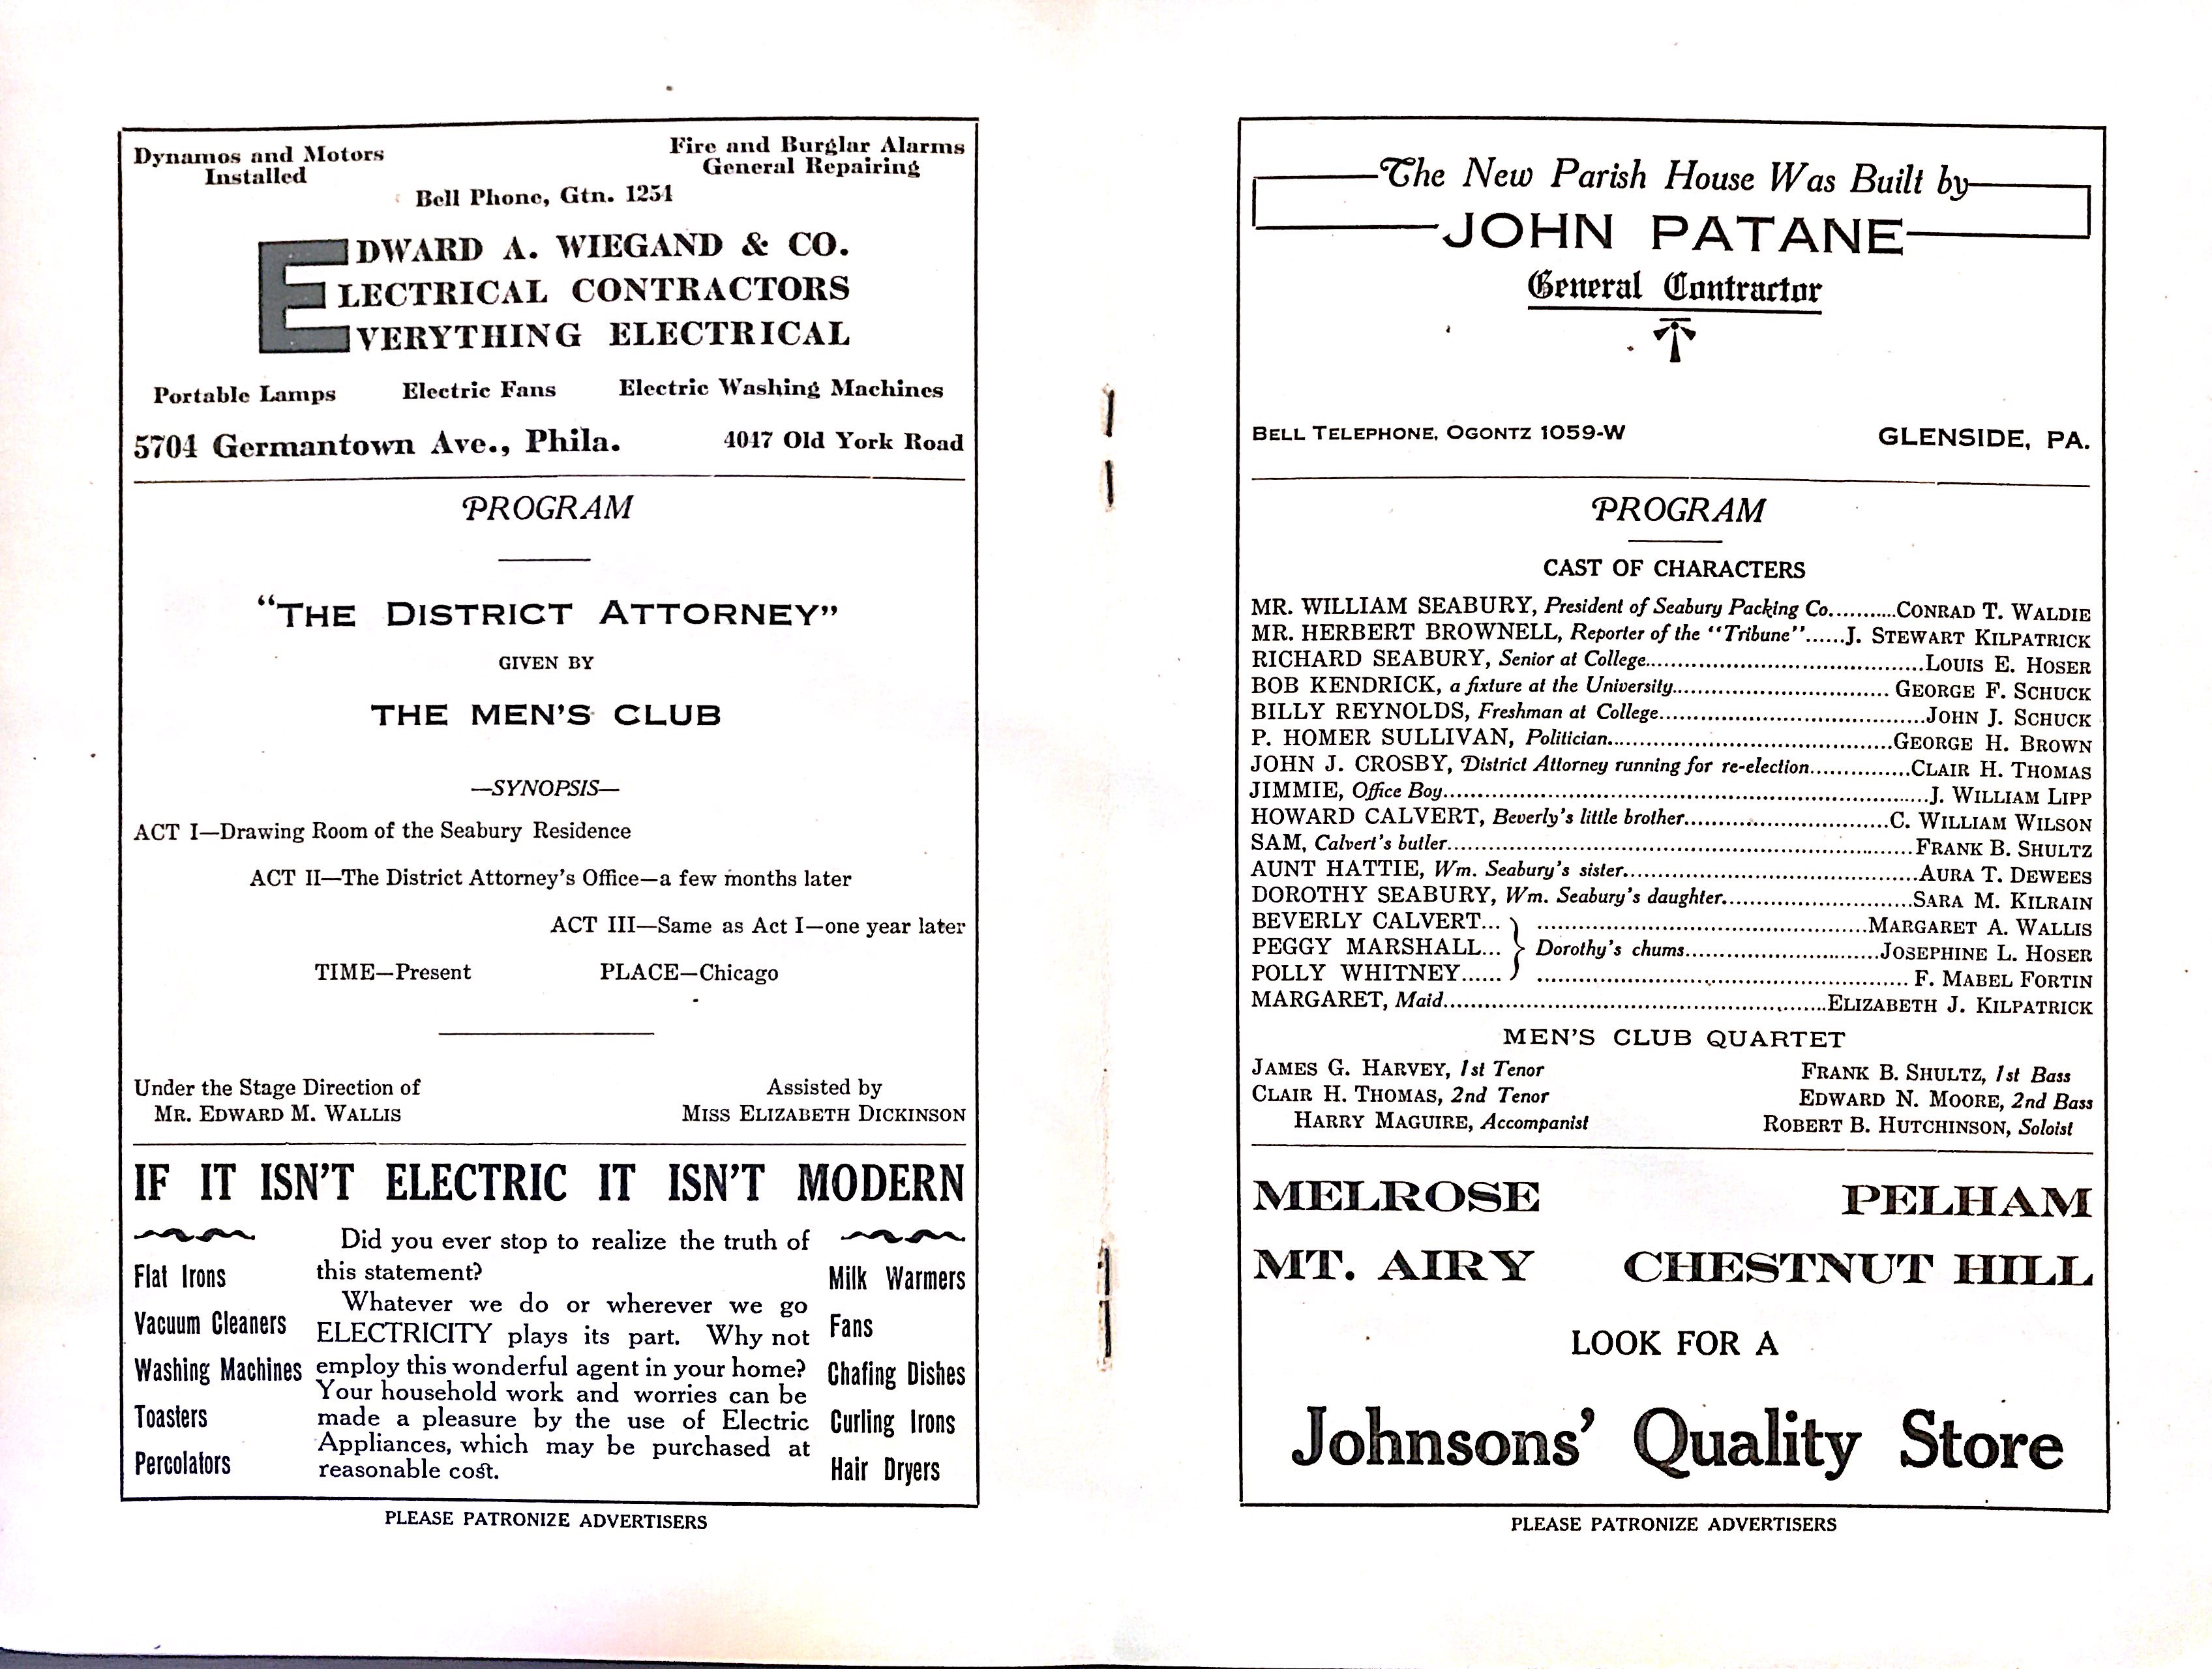 Dynamos and Motors
Installed
Fire and Burglar Alarms
General Repairing
Bell Phone, Gtn. 1254
EDWARD A. WIEGAND & CO.
ELECTRICAL CONTRACTORS
EVERYTHING ELECTRICAL
Portable Lamps Electric Fans Electric Washing Machines
5704 Germantown Ave., Phila. 4047 Old York Road
PROGRAM
"THE DISTRICT ATTORNEY"
GIVEN BY
THE MEN'S CLUB
—SYNOPSIS—
ACT I—Drawing Room of the Seabury Residence
ACT II—The District Attorney's Office—a few months later
ACT III—Same as Act I—one year later
TIME—Present PLACE—Chicago
Under the Stage Direction of
MR. EDWARD M. WALLIS
Assisted by
MISS ELIZABETH DICKINSON
IF IT ISN'T ELECTRIC IT ISN'T MODERN
Flat Irons
Vacuum Cleaners
Washing Machines
Toasters
Percolators
Did you ever stop to realize the truth of
this statement?
Whatever we do or wherever we go
ELECTRICITY plays its part. Why not
employ this wonderful agent in your home?
Your household work and worries can be
made a pleasure by the use of Electric
Appliances, which may be purchased at
reasonable cost.
Milk Warmers
Fans
Chafing Dishes
Curling Irons
Hair Dryers
PLEASE PATRONIZE ADVERTISERS
The New Parish House Was Built by
JOHN PATANE
General Contractor
BELL TELEPHONE, OGONTZ 1059-W GLENSIDE, PA.
PROGRAM
CAST OF CHARACTERS
MR. WILLIAM SEABURY, President of Seabury Packing Co...........CONRAD T. WALDIE
MR. HERBERT BROWNELL, Reporter of the "Tribune"......J. STEWART KILPATRICK
RICHARD SEABURY, Senior at College..........LOUIS E. HOSER
BOB KENDRICK, a fixture at the University..........GEORGE F. SCHUCK
BILLY REYNOLDS, Freshman at College..........JOHN J. SCHUCK
P. HOMER SULLIVAN, Politician..........GEORGE H. BROWN
JOHN J. CROSBY, District Attorney running for re-election..........CLAIR H. THOMAS
JIMMIE, Office Boy..........J. WILLIAM LIPP
HOWARD CALVERT, Beverly's little brother..........C. WILLIAM WILSON
SAM, Calvert's butler..........FRANK B. SHULTZ
AUNT HATTIE, Wm. Seabury's sister..........AURA T. DEWEES
DOROTHY SEABURY, Wm. Seabury's daughter..........SARA M. KILRAIN
BEVERLY CALVERT... ..........MARGARET A. WALLIS
PEGGY MARSHALL... Dorothy's chums..........JOSEPHINE L. HOSER
POLLY WHITNEY...... ..........F. MABEL FORTIN
MARGARET, Maid..........ELIZABETH J. KILPATRICK
MEN'S CLUB QUARTET
JAMES G. HARVEY, 1st Tenor FRANK B. SHULTZ, 1st Bass
CLAIR H. THOMAS, 2nd Tenor EDWARD N. MOORE, 2nd Bass
HARRY MAGUIRE, Accompanist ROBERT B. HUTCHINSON, Soloist
MELROSE PELHAM
MT. AIRY CHESTNUT HILL
LOOK FOR A
Johnsons' Quality Store
PLEASE PATRONIZE ADVERTISERS